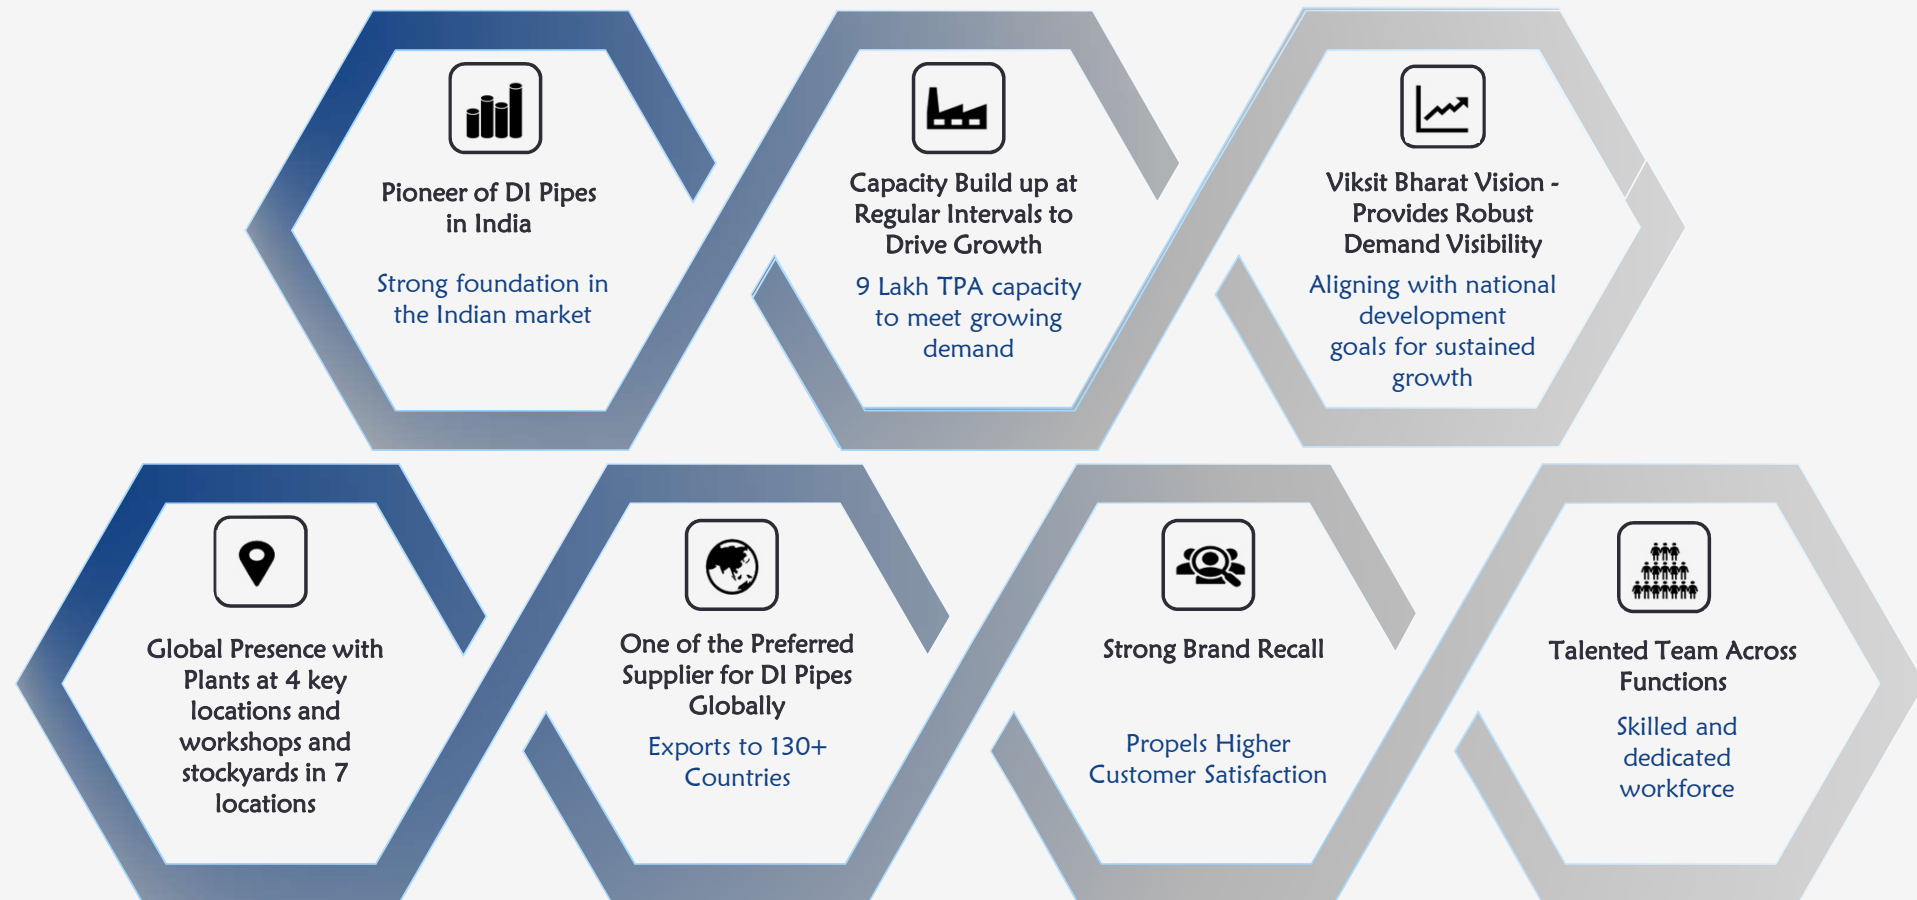 Pioneer of DI Pipes
in India
Strong foundation in
the Indian market
Capacity Build up at
Regular Intervals to
Drive Growth
9 Lakh TPA capacity
to meet growing
demand
Viksit Bharat Vision -
Provides Robust
Demand Visibility
Aligning with national
development
goals for sustained
growth
Global Presence with
Plants at 4 key
locations and
workshops and
stockyards in 7
locations
One of the Preferred
Supplier for DI Pipes
Globally
Exports to 130+
Countries
Strong Brand Recall
Propels Higher
Customer Satisfaction
Talented Team Across
Functions
Skilled and
dedicated
workforce